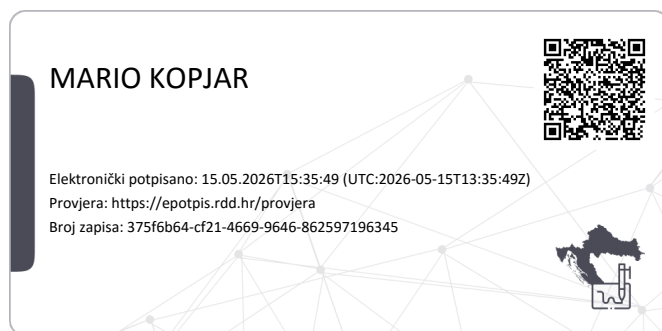 MARIO KOPJAR
Elektronički potpisano: 15.05.2026T15:35:49 (UTC:2026-05-15T13:35:49Z)
Provjera: https://epotpis.rdd.hr/provjera
Broj zapisa: 375f6b64-cf21-4669-9646-862597196345